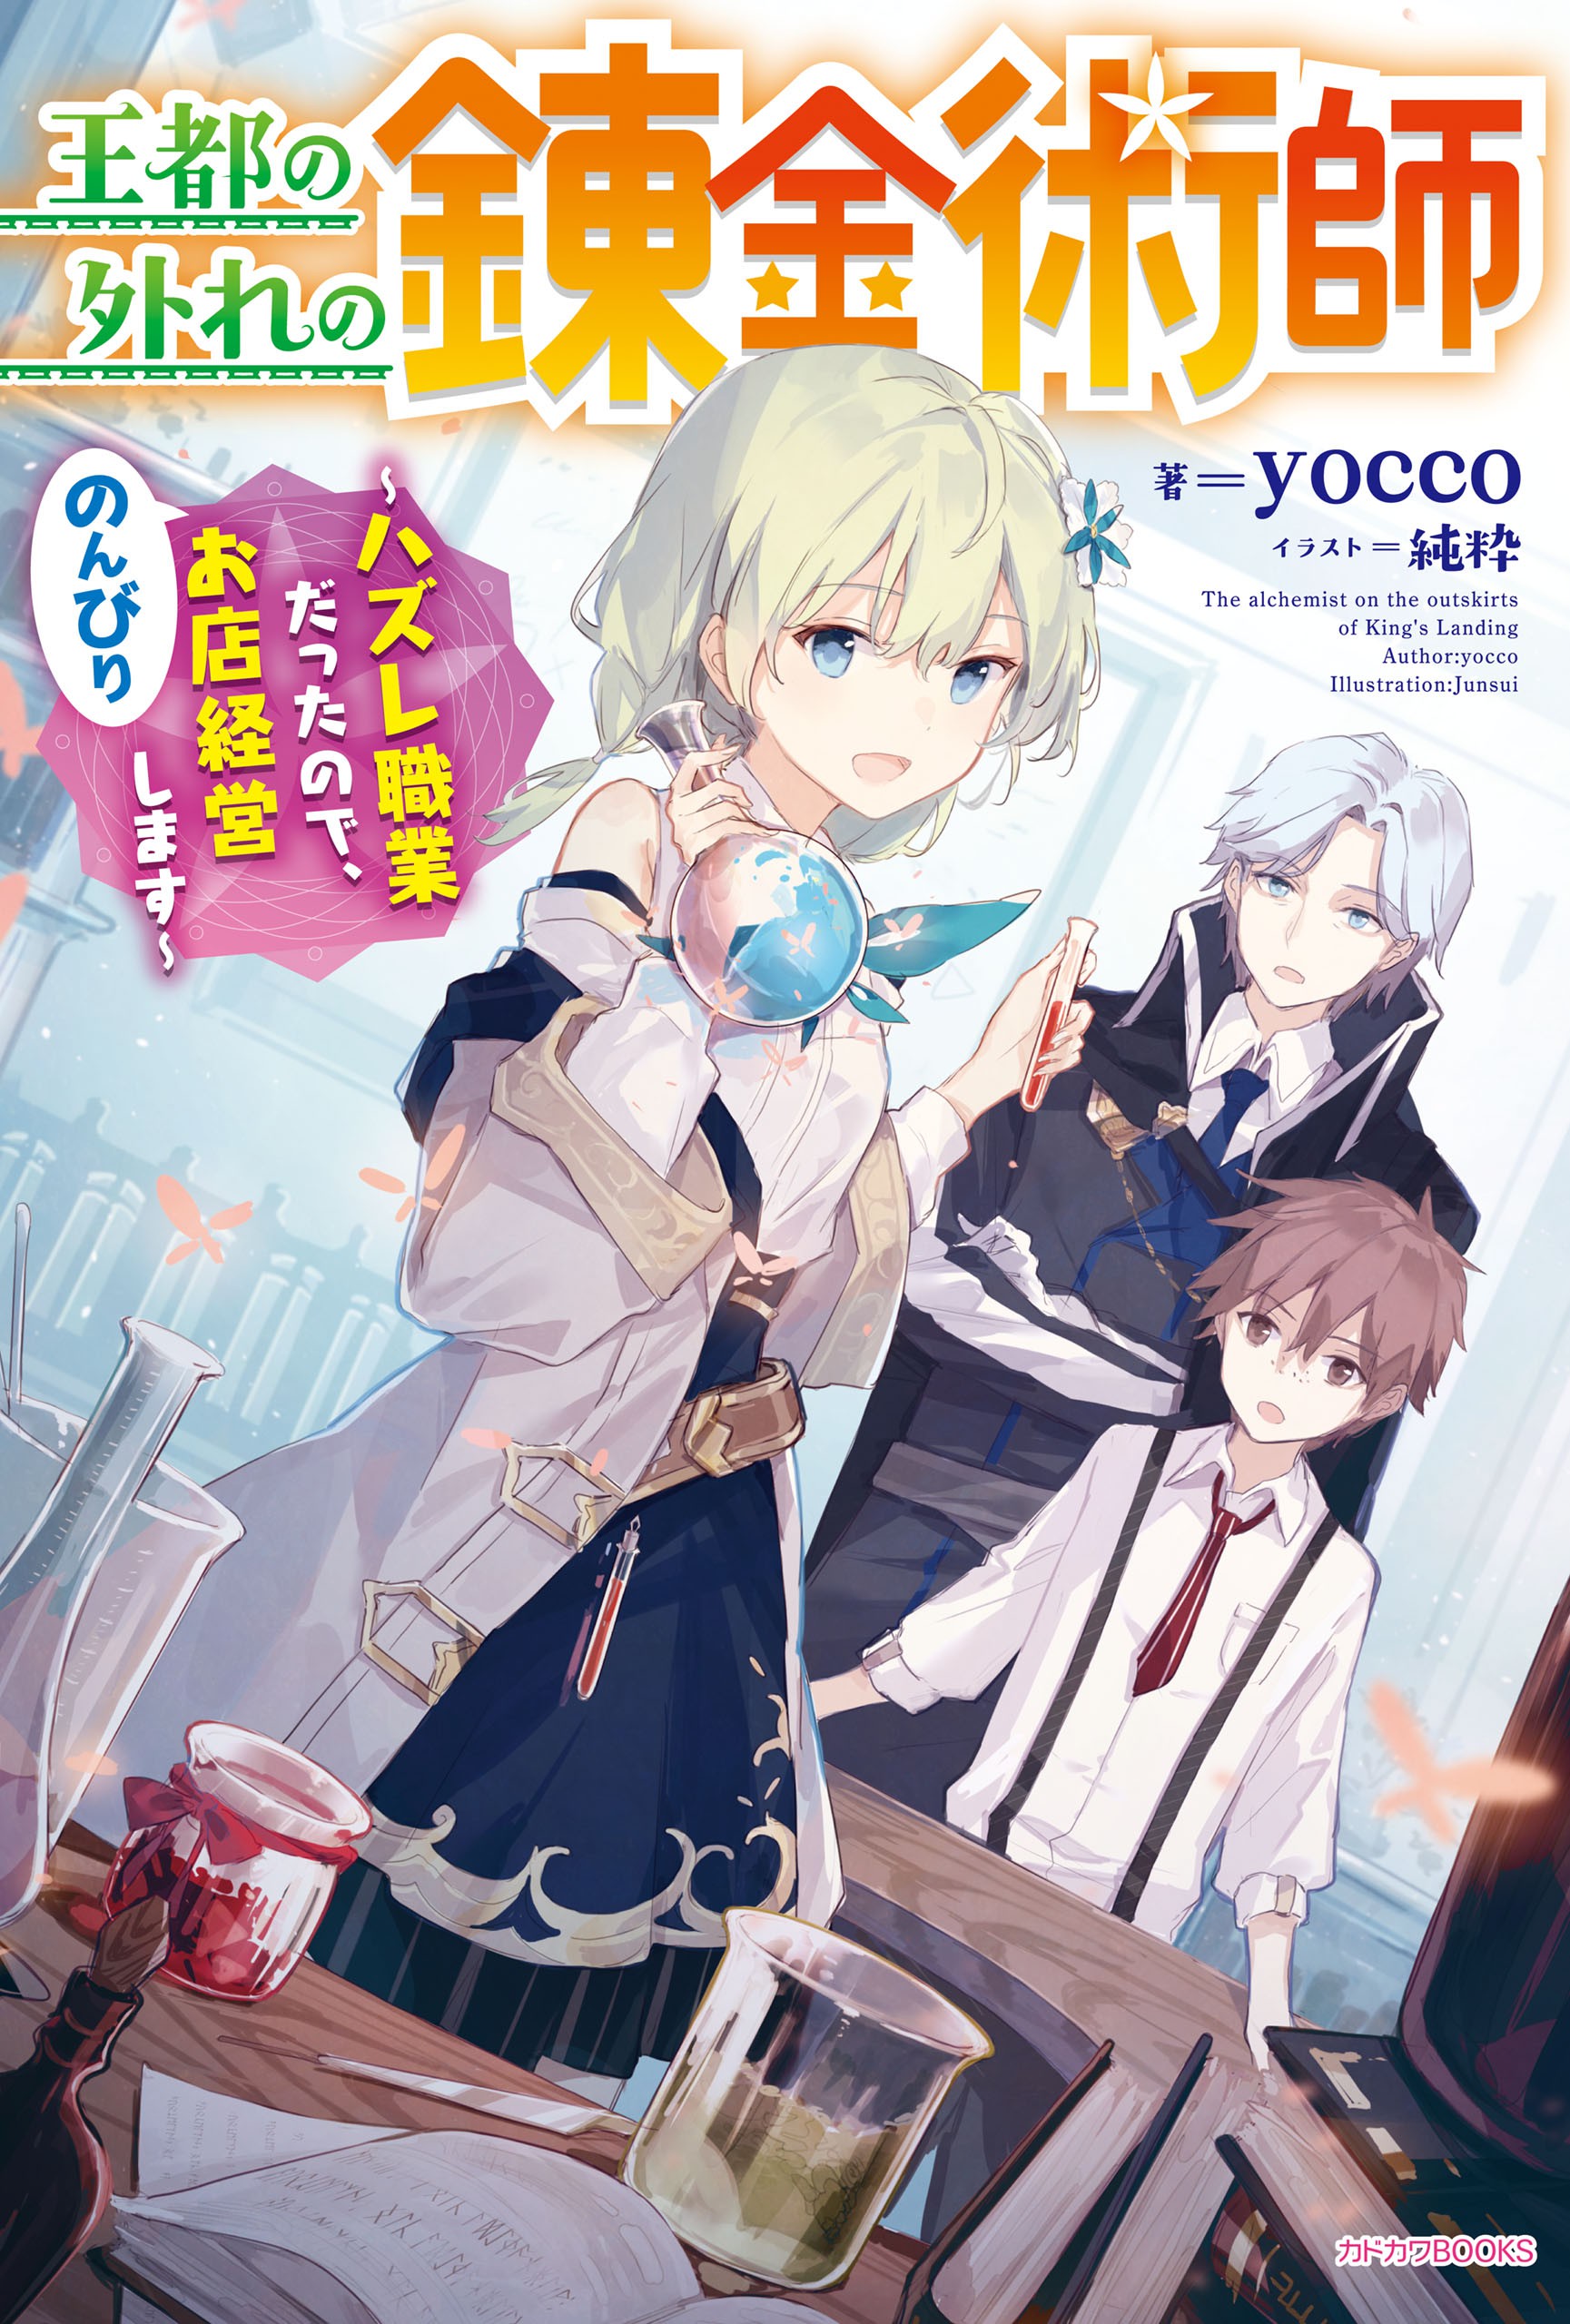 王都の
外れの
錬金術師
～ハズレ職業
だったので、
お店経営
のんびり
します～
著＝yocco
イラスト＝純粋
The alchemist on the outskirts
of King's Landing
Author:yocco
Illustration:Junsui
カドカワBOOKS